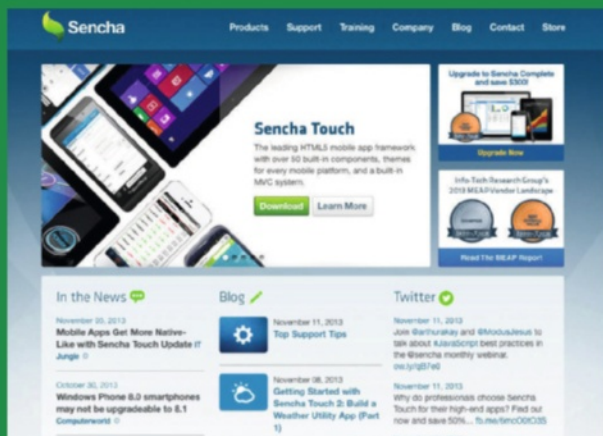 Sencha
Products Support Training Company Blog Contact Store
Sencha Touch
The leading HTML5 mobile app framework
with over 50 built-in components, themes
for every mobile platform, and a built-in
MVC system.
Download Learn More
Upgrade to Sencha Complete
and save $300!
Upgrade Now
Info-Tech Research Group's
2013 MEAP Vendor Landscape
Read The MEAP Report
In the News
November 20, 2013
Mobile Apps Get More Native-
Like with Sencha Touch Update
Jungle
October 30, 2013
Windows Phone 8.0 smartphones
may not be upgradeable to 8.1
Computerworld
Blog
November 11, 2013
Top Support Tips
November 08, 2013
Getting Started with
Sencha Touch 2: Build a
Weather Utility App (Part
1)
Twitter
November 11, 2013
Join @arthurakay and @ModusJesus to
talk about #JavaScript best practices in
the @sencha monthly webinar.
November 11, 2013
Why do professionals choose Sencha
Touch for their high-end apps? Find out
now and save 50%...